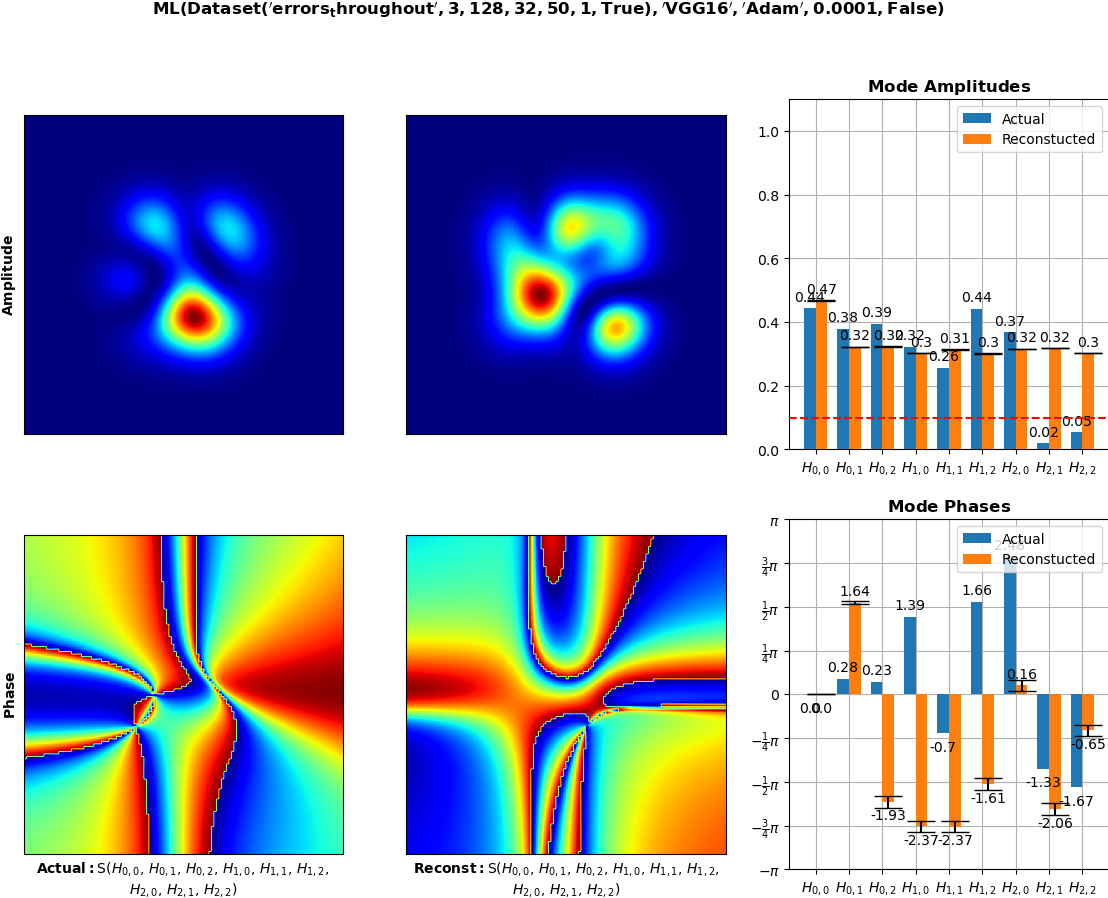 ML(Dataset('errors_throughout', 3, 128, 32, 50, 1, True), 'VGG16', 'Adam', 0.0001, False)
Amplitude
Mode Amplitudes
Actual
Reconstucted
1.0
0.8
0.6
0.4
0.2
0.0
0.44
0.47
0.38
0.32
0.39
0.32
0.32
0.3
0.26
0.31
0.44
0.3
0.37
0.32
0.02
0.32
0.05
0.3
H0,0 H0,1 H0,2 H1,0 H1,1 H1,2 H2,0 H2,1 H2,2
Phase
Mode Phases
Actual
Reconstucted
π
3/4π
1/2π
1/4π
0
−1/4π
−1/2π
−3/4π
−π
0.0
0.0
0.28
1.64
0.23
-1.93
1.39
-2.37
-0.7
-2.37
1.66
-1.61
2.48
0.16
-1.33
-2.06
-1.67
-0.65
H0,0 H0,1 H0,2 H1,0 H1,1 H1,2 H2,0 H2,1 H2,2
Actual: S(H0,0, H0,1, H0,2, H1,0, H1,1, H1,2,
H2,0, H2,1, H2,2)
Reconst: S(H0,0, H0,1, H0,2, H1,0, H1,1, H1,2,
H2,0, H2,1, H2,2)